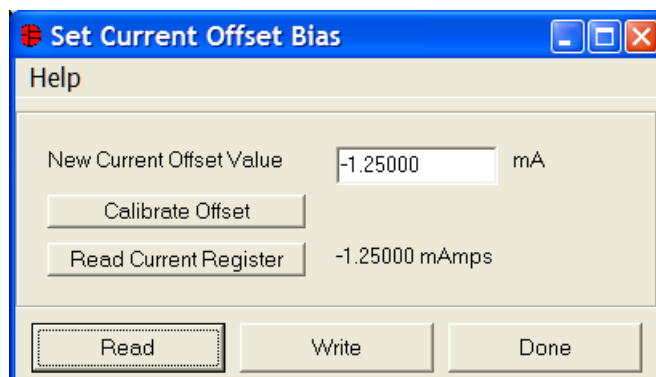 Set Current Offset Bias
Help
New Current Offset Value -1.25000 mA
Calibrate Offset
Read Current Register -1.25000 mAmps
Read Write Done